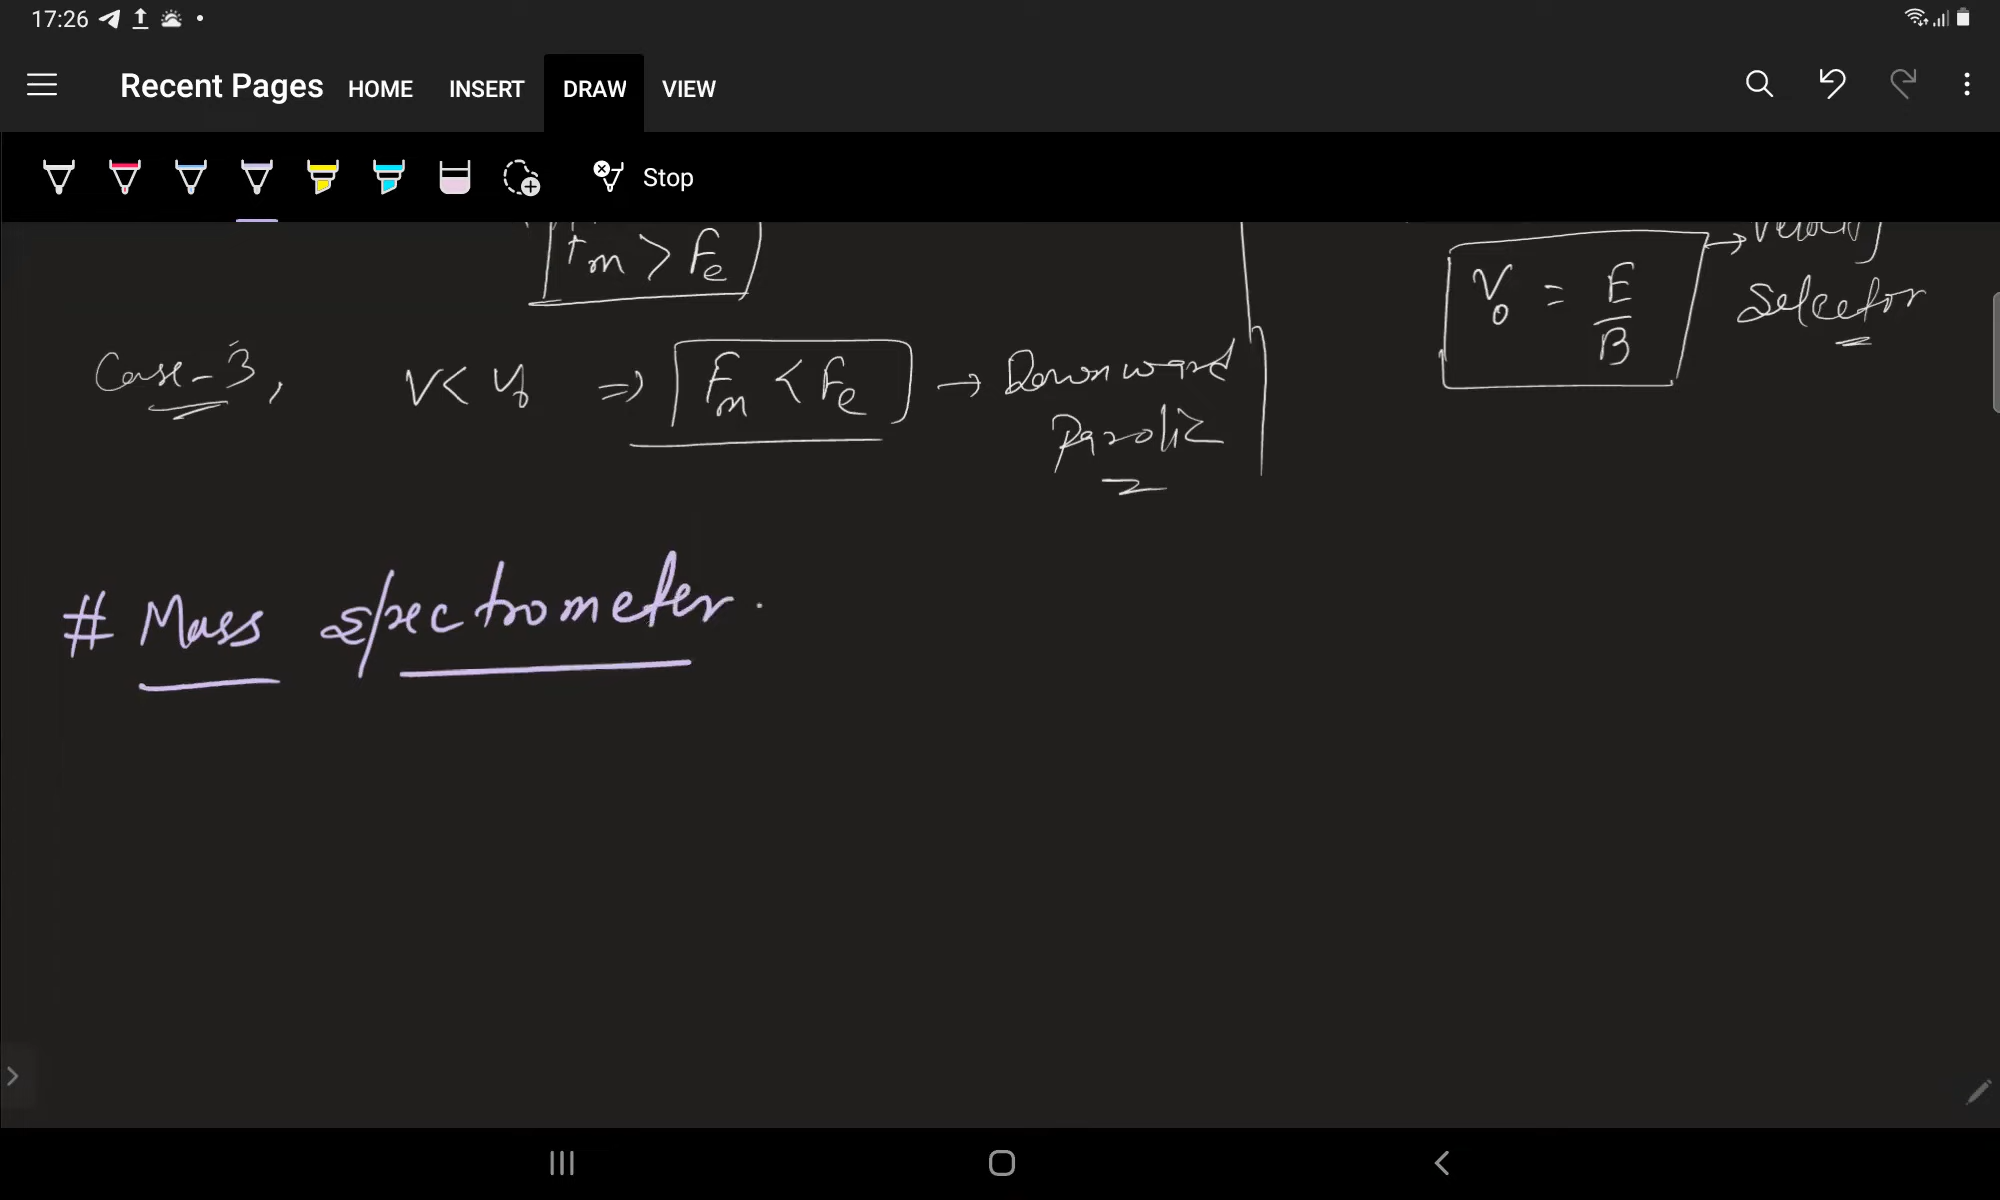 17:26
Recent Pages HOME INSERT DRAW VIEW
Stop
Fm > Fe
Velocity
V₀ = E/B
Selector
Case-3, V< V₀ ⇒ Fm < Fe → Downward
Parolic
# Mass spectrometer.